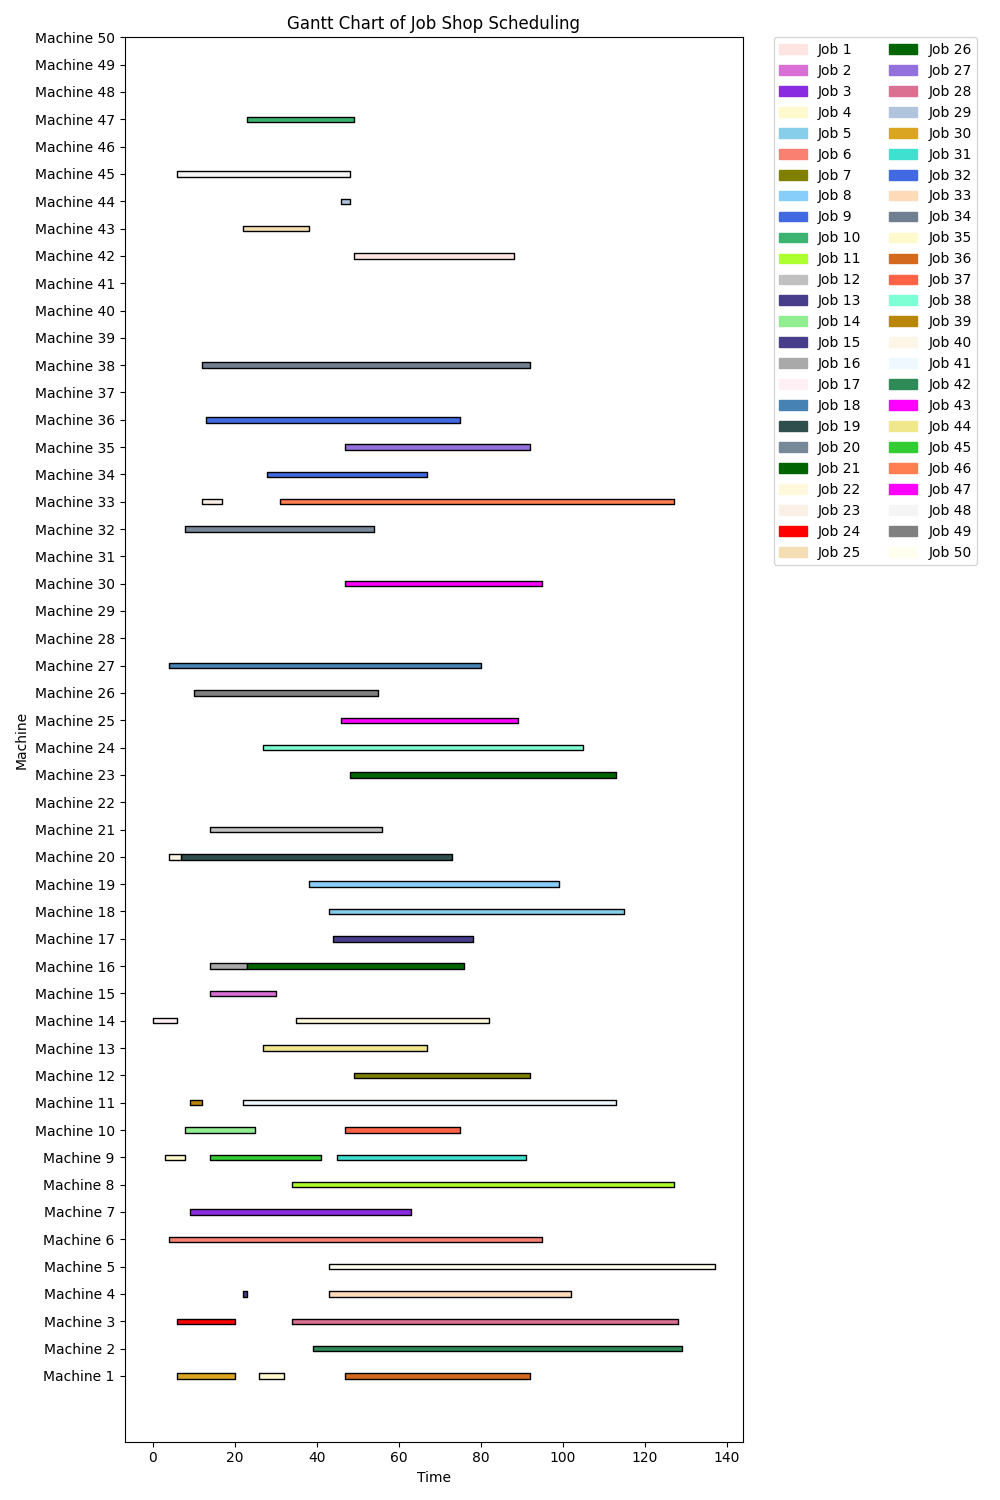 Gantt Chart of Job Shop Scheduling
Machine 50
Machine 49
Machine 48
Machine 47
Machine 46
Machine 45
Machine 44
Machine 43
Machine 42
Machine 41
Machine 40
Machine 39
Machine 38
Machine 37
Machine 36
Machine 35
Machine 34
Machine 33
Machine 32
Machine 31
Machine 30
Machine 29
Machine 28
Machine 27
Machine 26
Machine 25
Machine 24
Machine 23
Machine 22
Machine 21
Machine 20
Machine 19
Machine 18
Machine 17
Machine 16
Machine 15
Machine 14
Machine 13
Machine 12
Machine 11
Machine 10
Machine 9
Machine 8
Machine 7
Machine 6
Machine 5
Machine 4
Machine 3
Machine 2
Machine 1
Machine
0 20 40 60 80 100 120 140
Time
Job 1
Job 2
Job 3
Job 4
Job 5
Job 6
Job 7
Job 8
Job 9
Job 10
Job 11
Job 12
Job 13
Job 14
Job 15
Job 16
Job 17
Job 18
Job 19
Job 20
Job 21
Job 22
Job 23
Job 24
Job 25
Job 26
Job 27
Job 28
Job 29
Job 30
Job 31
Job 32
Job 33
Job 34
Job 35
Job 36
Job 37
Job 38
Job 39
Job 40
Job 41
Job 42
Job 43
Job 44
Job 45
Job 46
Job 47
Job 48
Job 49
Job 50